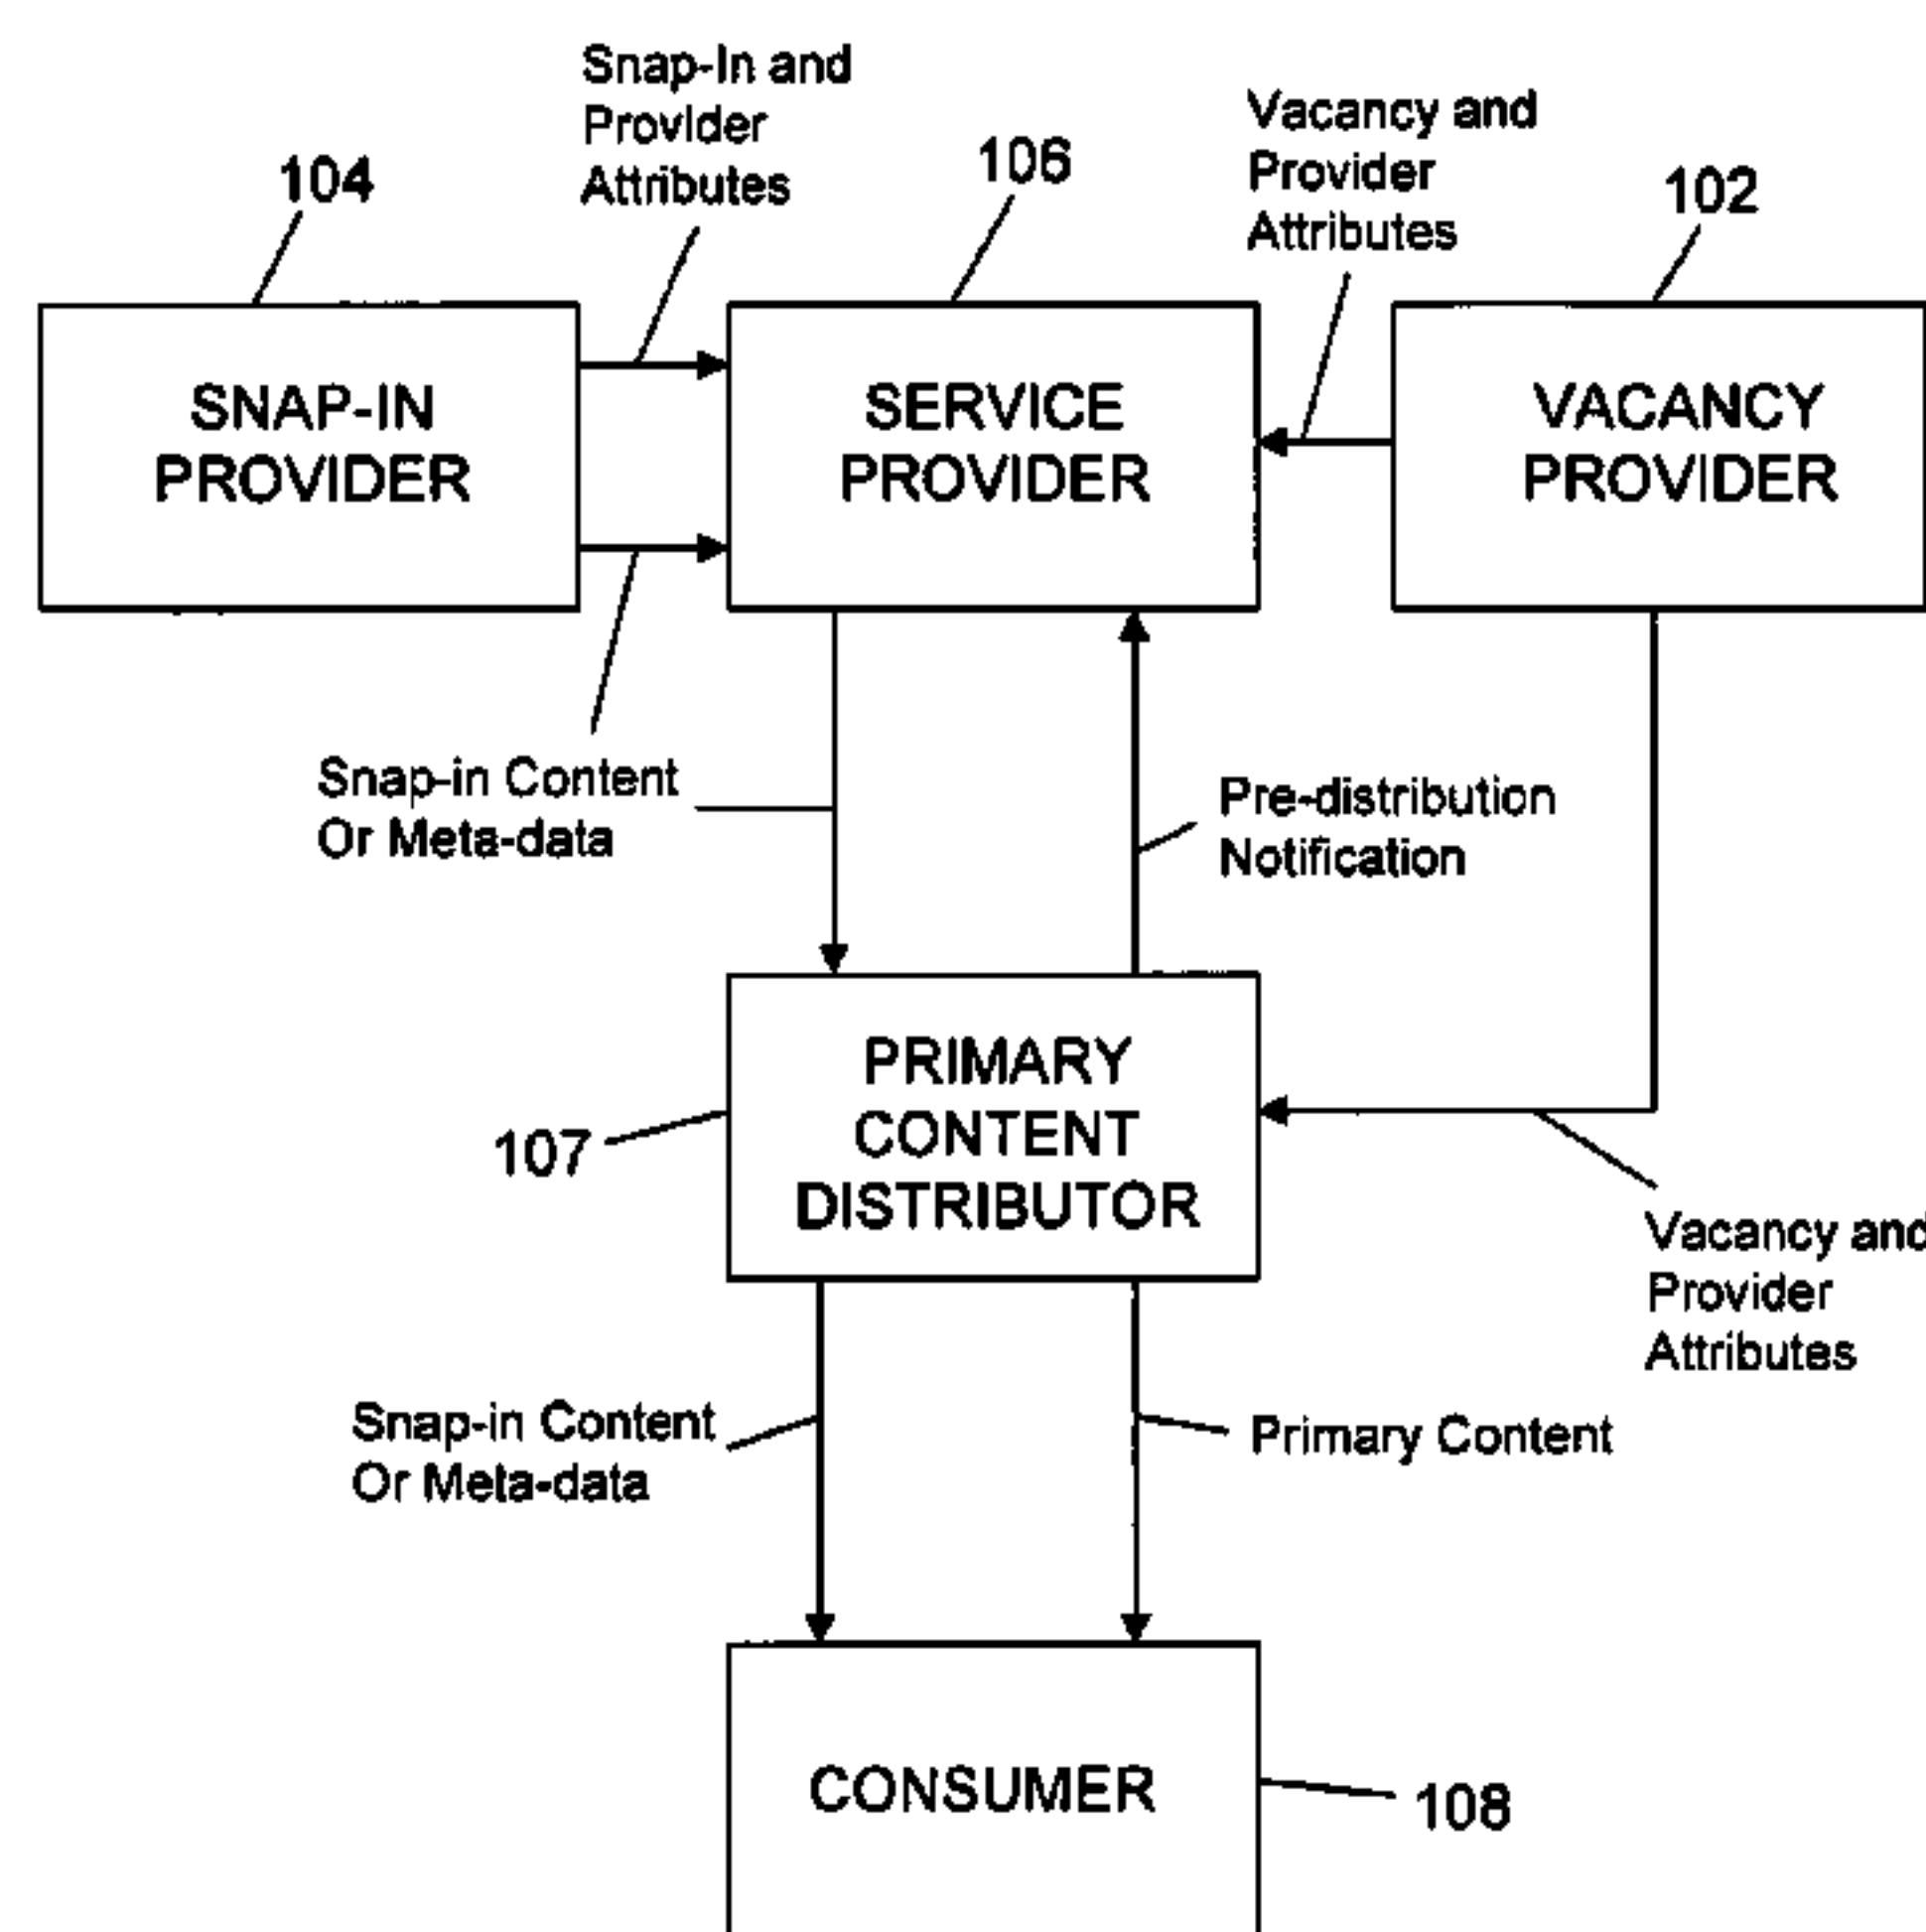 Snap-In and
Provider
Attributes
104
106
Vacancy and
Provider
Attributes
102
SNAP-IN
PROVIDER
SERVICE
PROVIDER
VACANCY
PROVIDER
Snap-in Content
Or Meta-data
Pre-distribution
Notification
PRIMARY
CONTENT
DISTRIBUTOR
107
Vacancy and
Provider
Attributes
Snap-in Content
Or Meta-data
Primary Content
CONSUMER
108